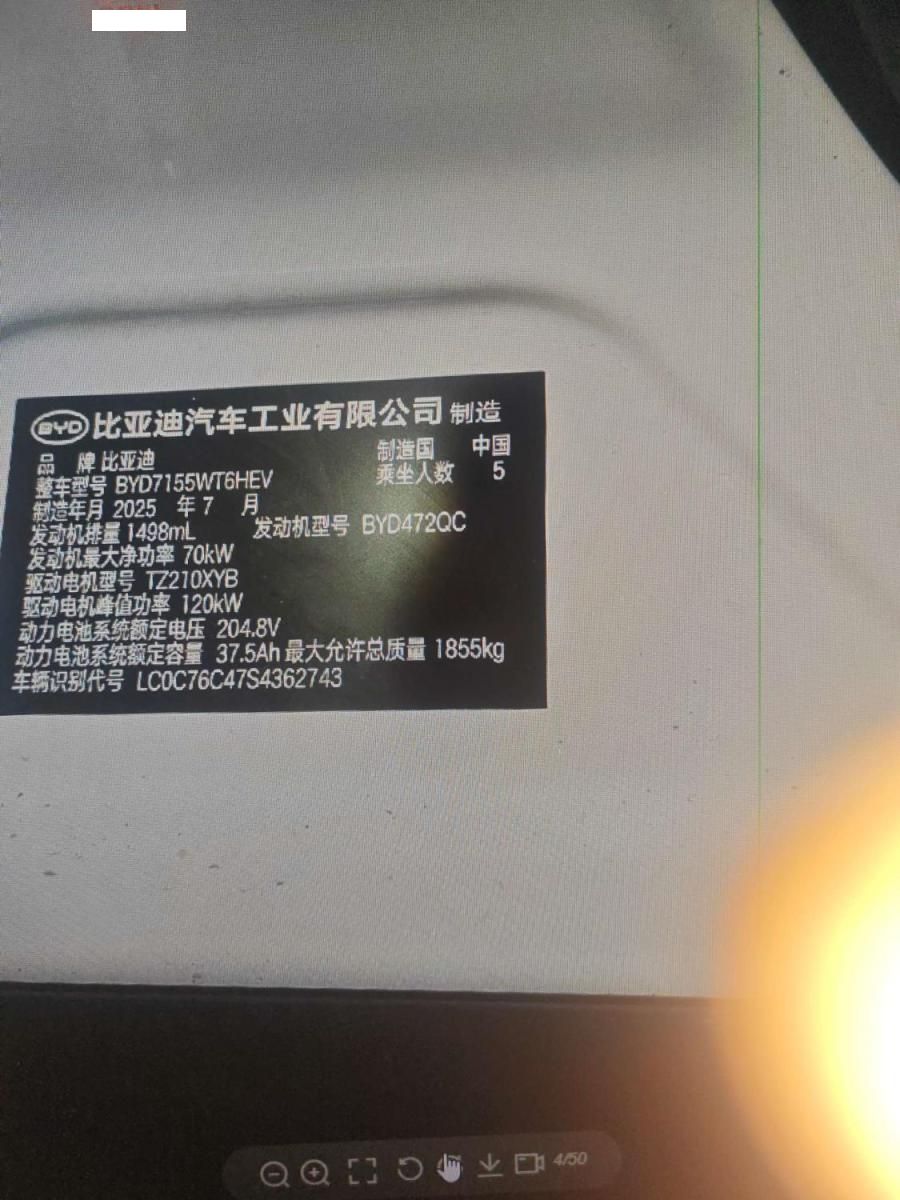 BYD 比亚迪汽车工业有限公司 制造
品 牌 比亚迪 制造国 中国
整车型号 BYD7155WT6HEV 乘坐人数 5
制造年月 2025 年 7 月
发动机排量 1498mL 发动机型号 BYD472QC
发动机最大净功率 70kW
驱动电机型号 TZ210XYB
驱动电机峰值功率 120kW
动力电池系统额定电压 204.8V
动力电池系统额定容量 37.5Ah 最大允许总质量 1855kg
车辆识别代号 LC0C76C47S4362743
4/50